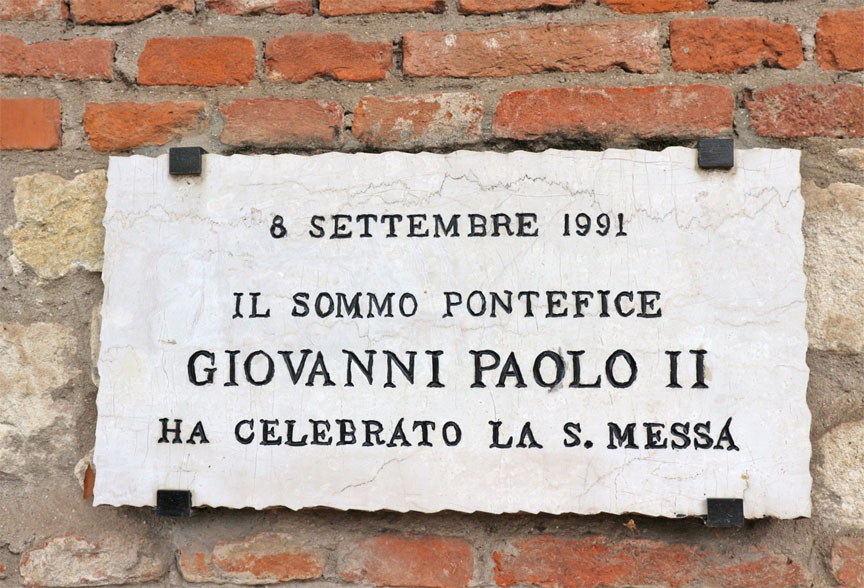 8 SETTEMBRE 1991
IL SOMMO PONTEFICE
GIOVANNI PAOLO II
HA CELEBRATO LA S. MESSA